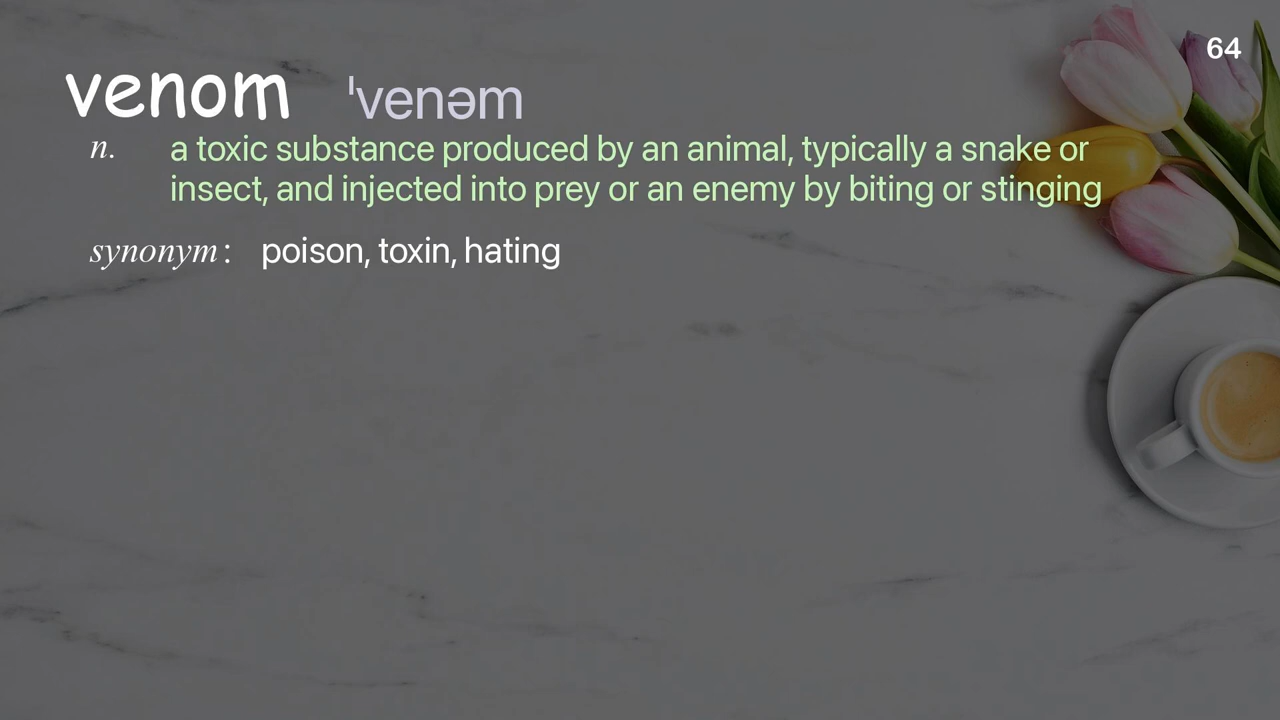 64
venom ˈvenəm
n. a toxic substance produced by an animal, typically a snake or
insect, and injected into prey or an enemy by biting or stinging
synonym: poison, toxin, hating